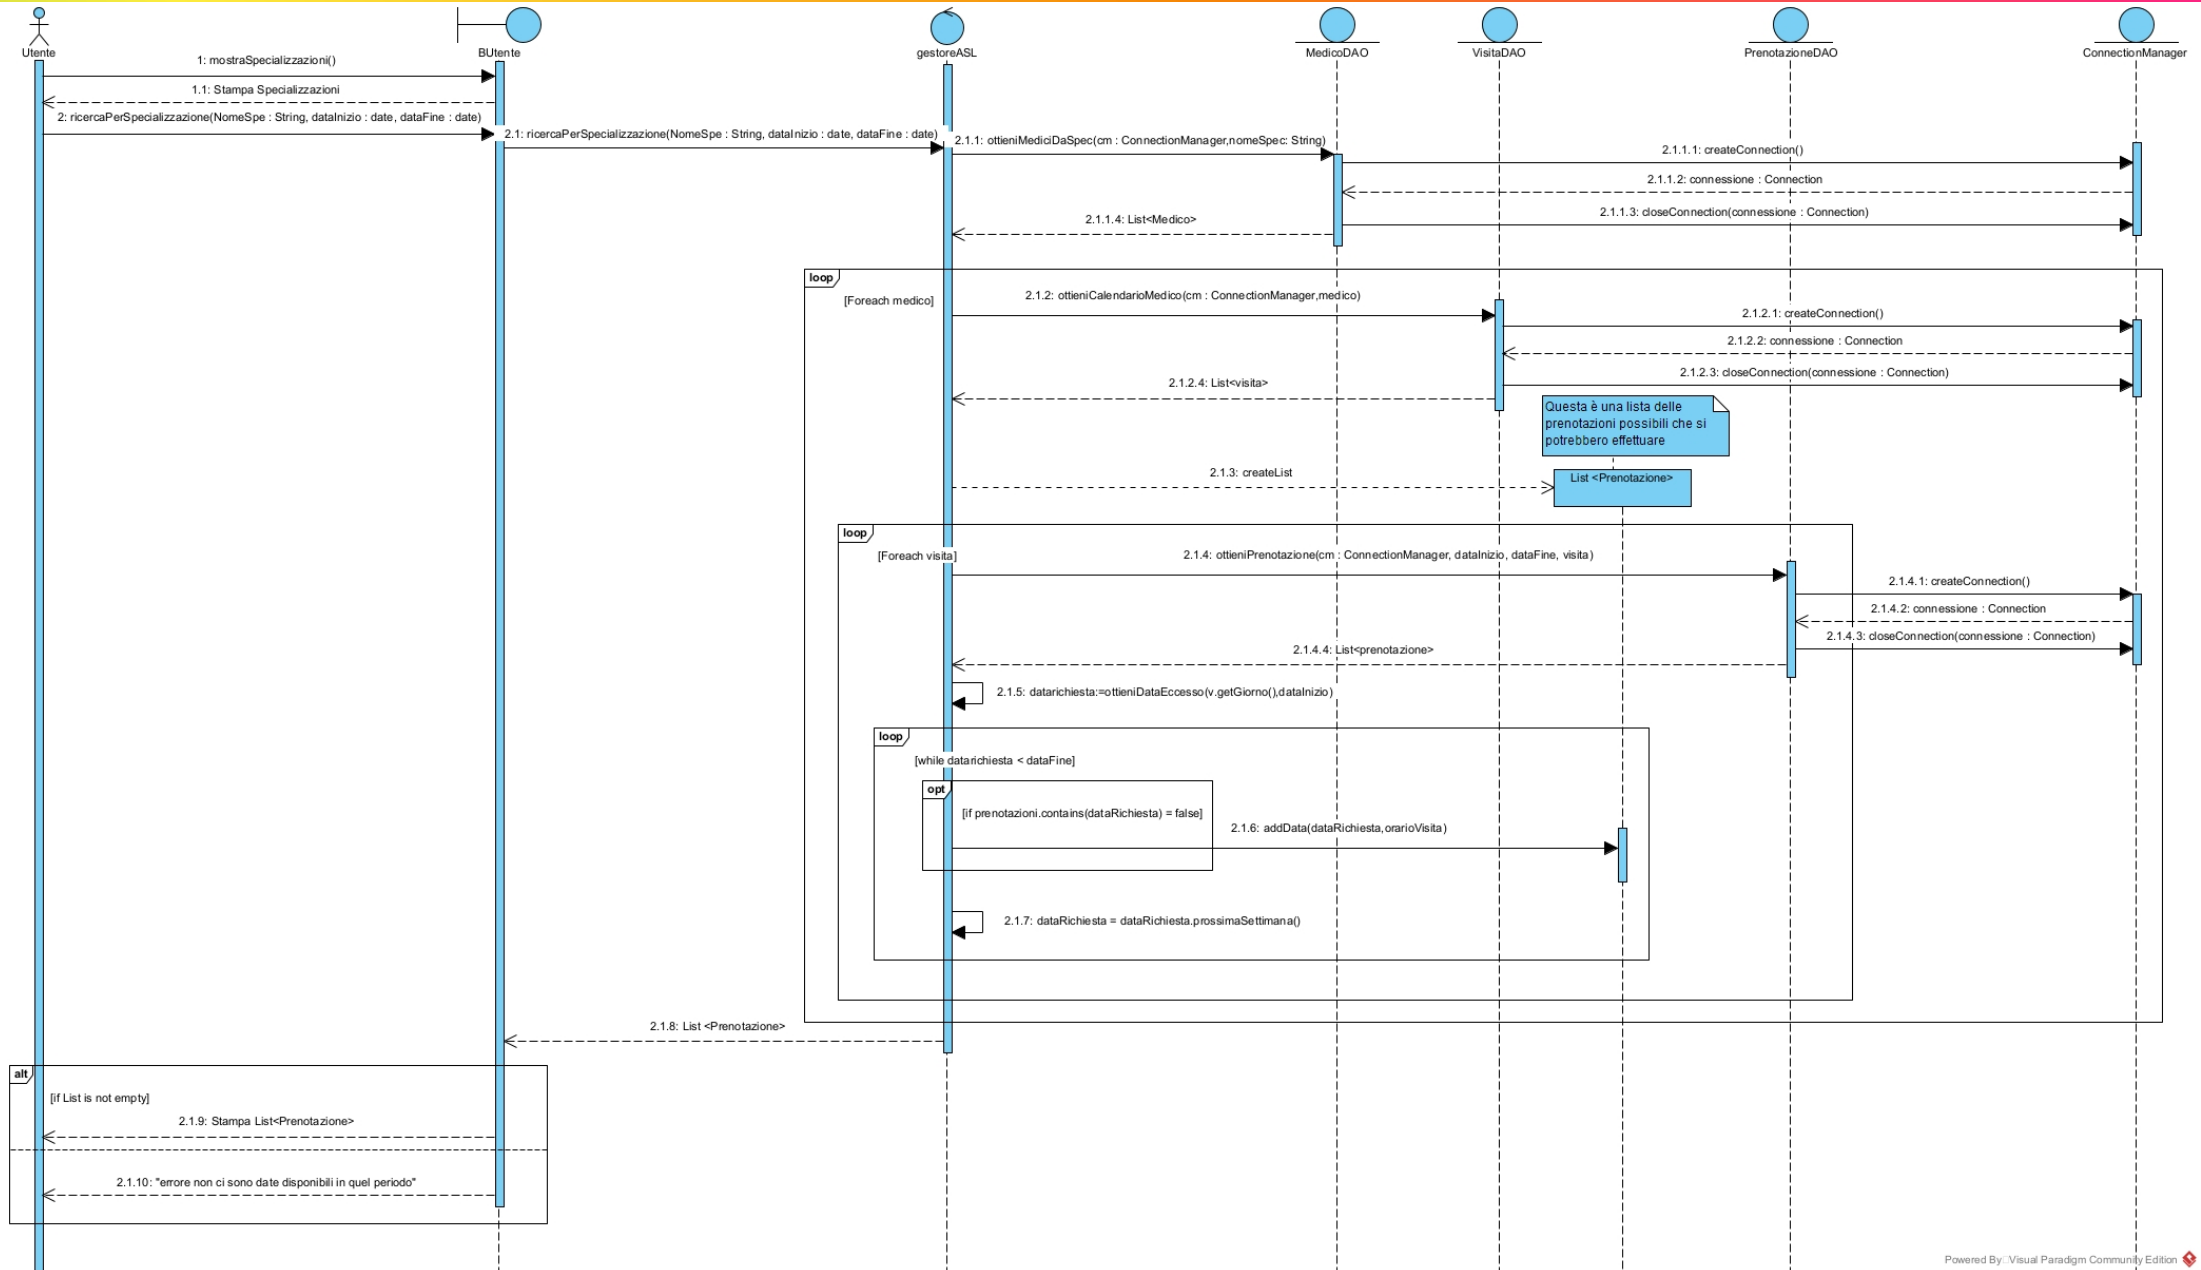 Utente
BUtente
gestoreASL
MedicoDAO
VisitaDAO
PrenotazioneDAO
ConnectionManager
1: mostraSpecializzazioni()
1.1: Stampa Specializzazioni
2: ricercaPerSpecializzazione(NomeSpe : String, dataInizio : date, dataFine : date)
2.1: ricercaPerSpecializzazione(NomeSpe : String, dataInizio : date, dataFine : date)
2.1.1: ottieniMediciDaSpec(cm : ConnectionManager,nomeSpec: String)
2.1.1.1: createConnection()
2.1.1.2: connessione : Connection
2.1.1.3: closeConnection(connessione : Connection)
2.1.1.4: List<Medico>
loop
[Foreach medico]
2.1.2: ottieniCalendarioMedico(cm : ConnectionManager,medico)
2.1.2.1: createConnection()
2.1.2.2: connessione : Connection
2.1.2.3: closeConnection(connessione : Connection)
2.1.2.4: List<visita>
Questa è una lista delle
prenotazioni possibili che si
potrebbero effettuare
2.1.3: createList
List <Prenotazione>
loop
[Foreach visita]
2.1.4: ottieniPrenotazione(cm : ConnectionManager, dataInizio, dataFine, visita)
2.1.4.1: createConnection()
2.1.4.2: connessione : Connection
2.1.4.3: closeConnection(connessione : Connection)
2.1.4.4: List<prenotazione>
2.1.5: datarichiesta:=ottieniDataEccesso(v.getGiorno(),dataInizio)
loop
[while datarichiesta < dataFine]
opt
[if prenotazioni.contains(dataRichiesta) = false]
2.1.6: addData(dataRichiesta,orarioVisita)
2.1.7: dataRichiesta = dataRichiesta.prossimaSettimana()
2.1.8: List <Prenotazione>
alt
[if List is not empty]
2.1.9: Stampa List<Prenotazione>
2.1.10: "errore non ci sono date disponibili in quel periodo"
Powered By Visual Paradigm Community Edition